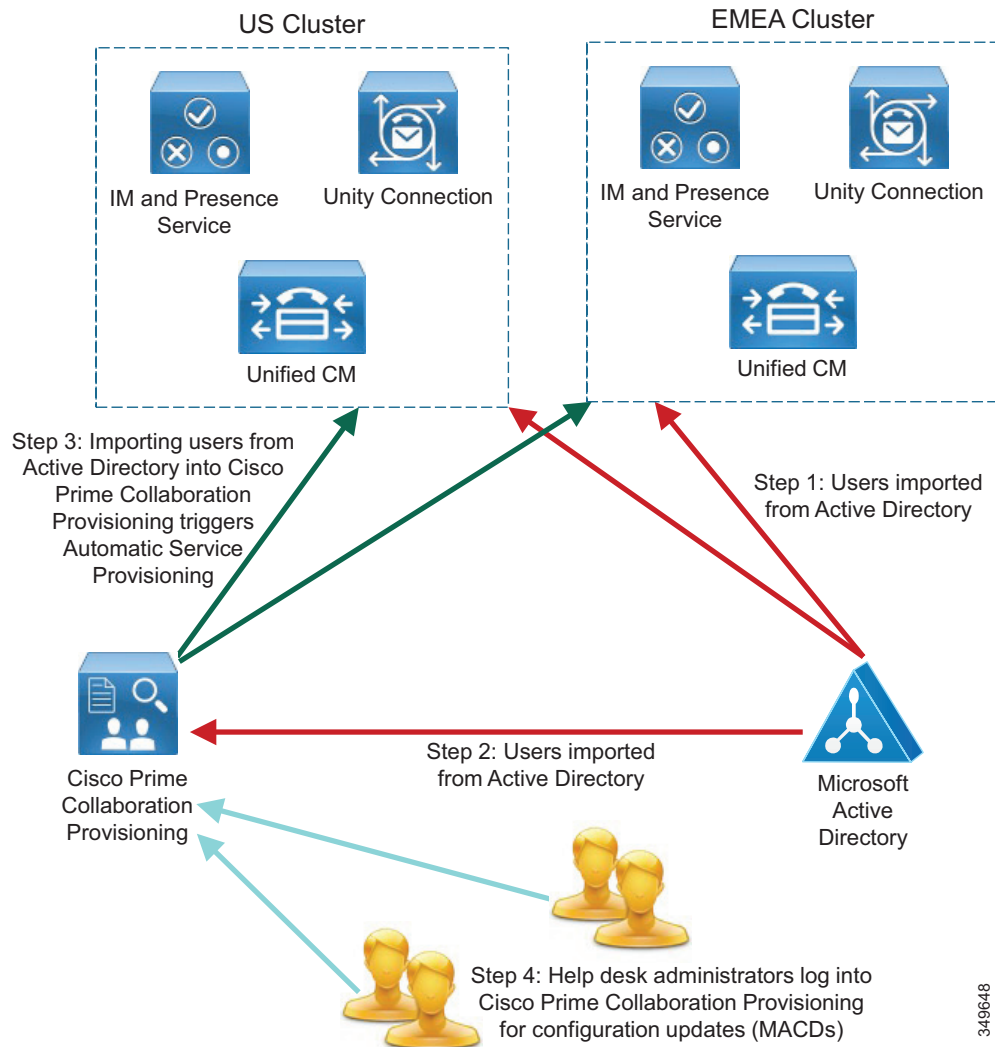 US Cluster
EMEA Cluster
IM and Presence
Service
Unity Connection
Unified CM
IM and Presence
Service
Unity Connection
Unified CM
Step 3: Importing users from
Active Directory into Cisco
Prime Collaboration
Provisioning triggers
Automatic Service
Provisioning
Step 1: Users imported
from Active Directory
Step 2: Users imported
from Active Directory
Cisco Prime
Collaboration
Provisioning
Microsoft
Active
Directory
Step 4: Help desk administrators log into
Cisco Prime Collaboration Provisioning
for configuration updates (MACDs)
349648